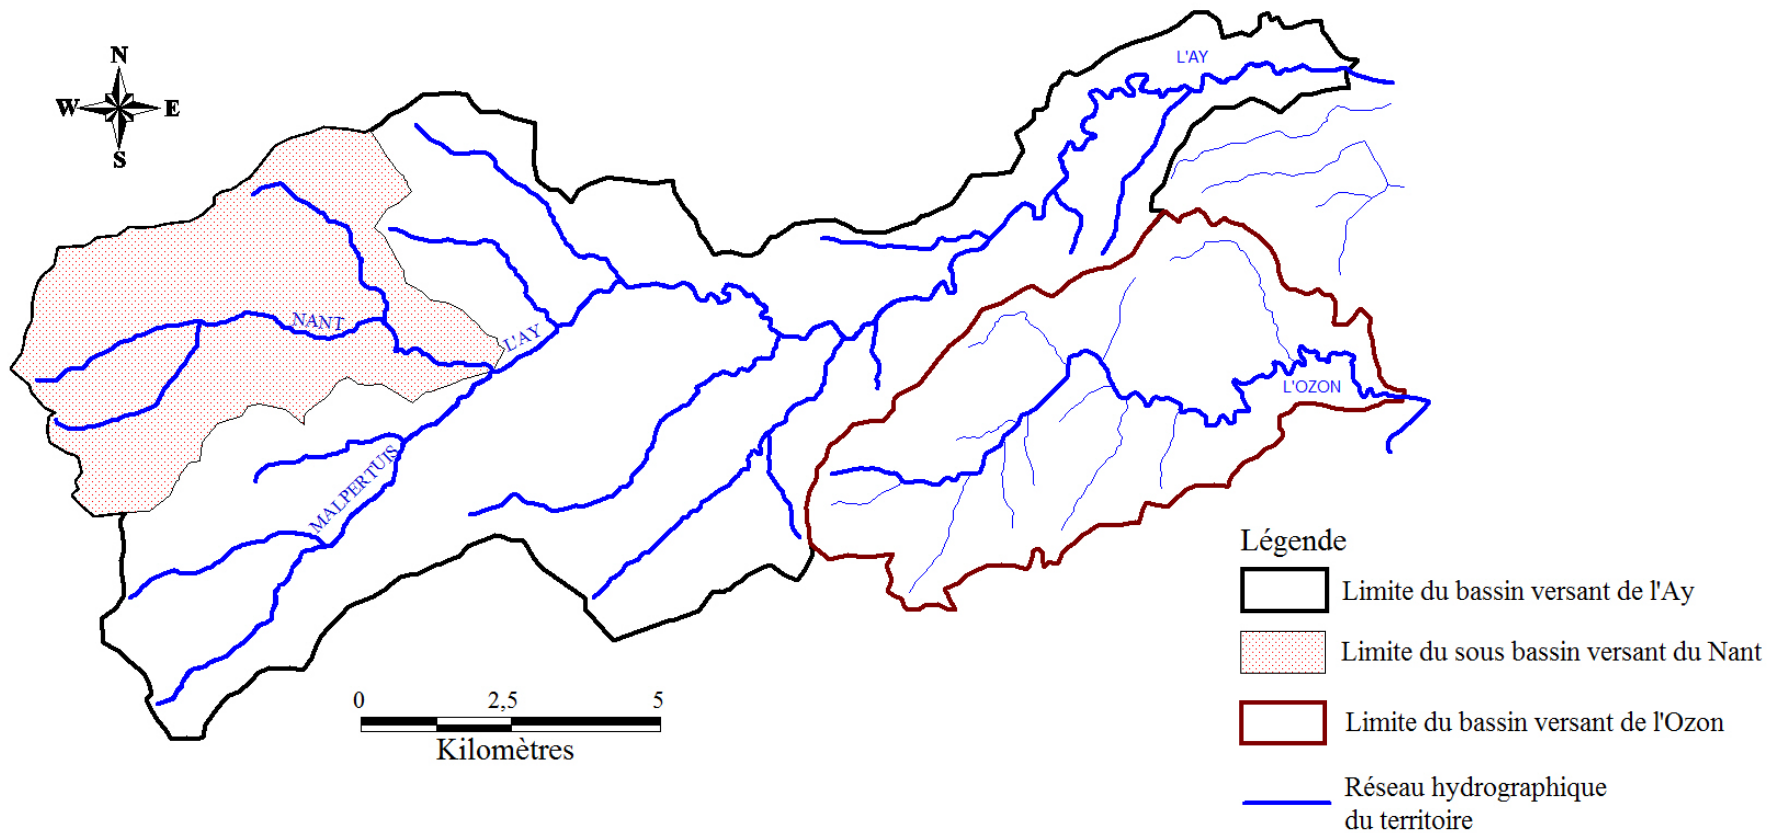 N
W E
S
L'AY
NANT
L'AY
MALPERTUIS
L'OZON
0 2,5 5
Kilomètres
Légende
Limite du bassin versant de l'Ay
Limite du sous bassin versant du Nant
Limite du bassin versant de l'Ozon
Réseau hydrographique
du territoire